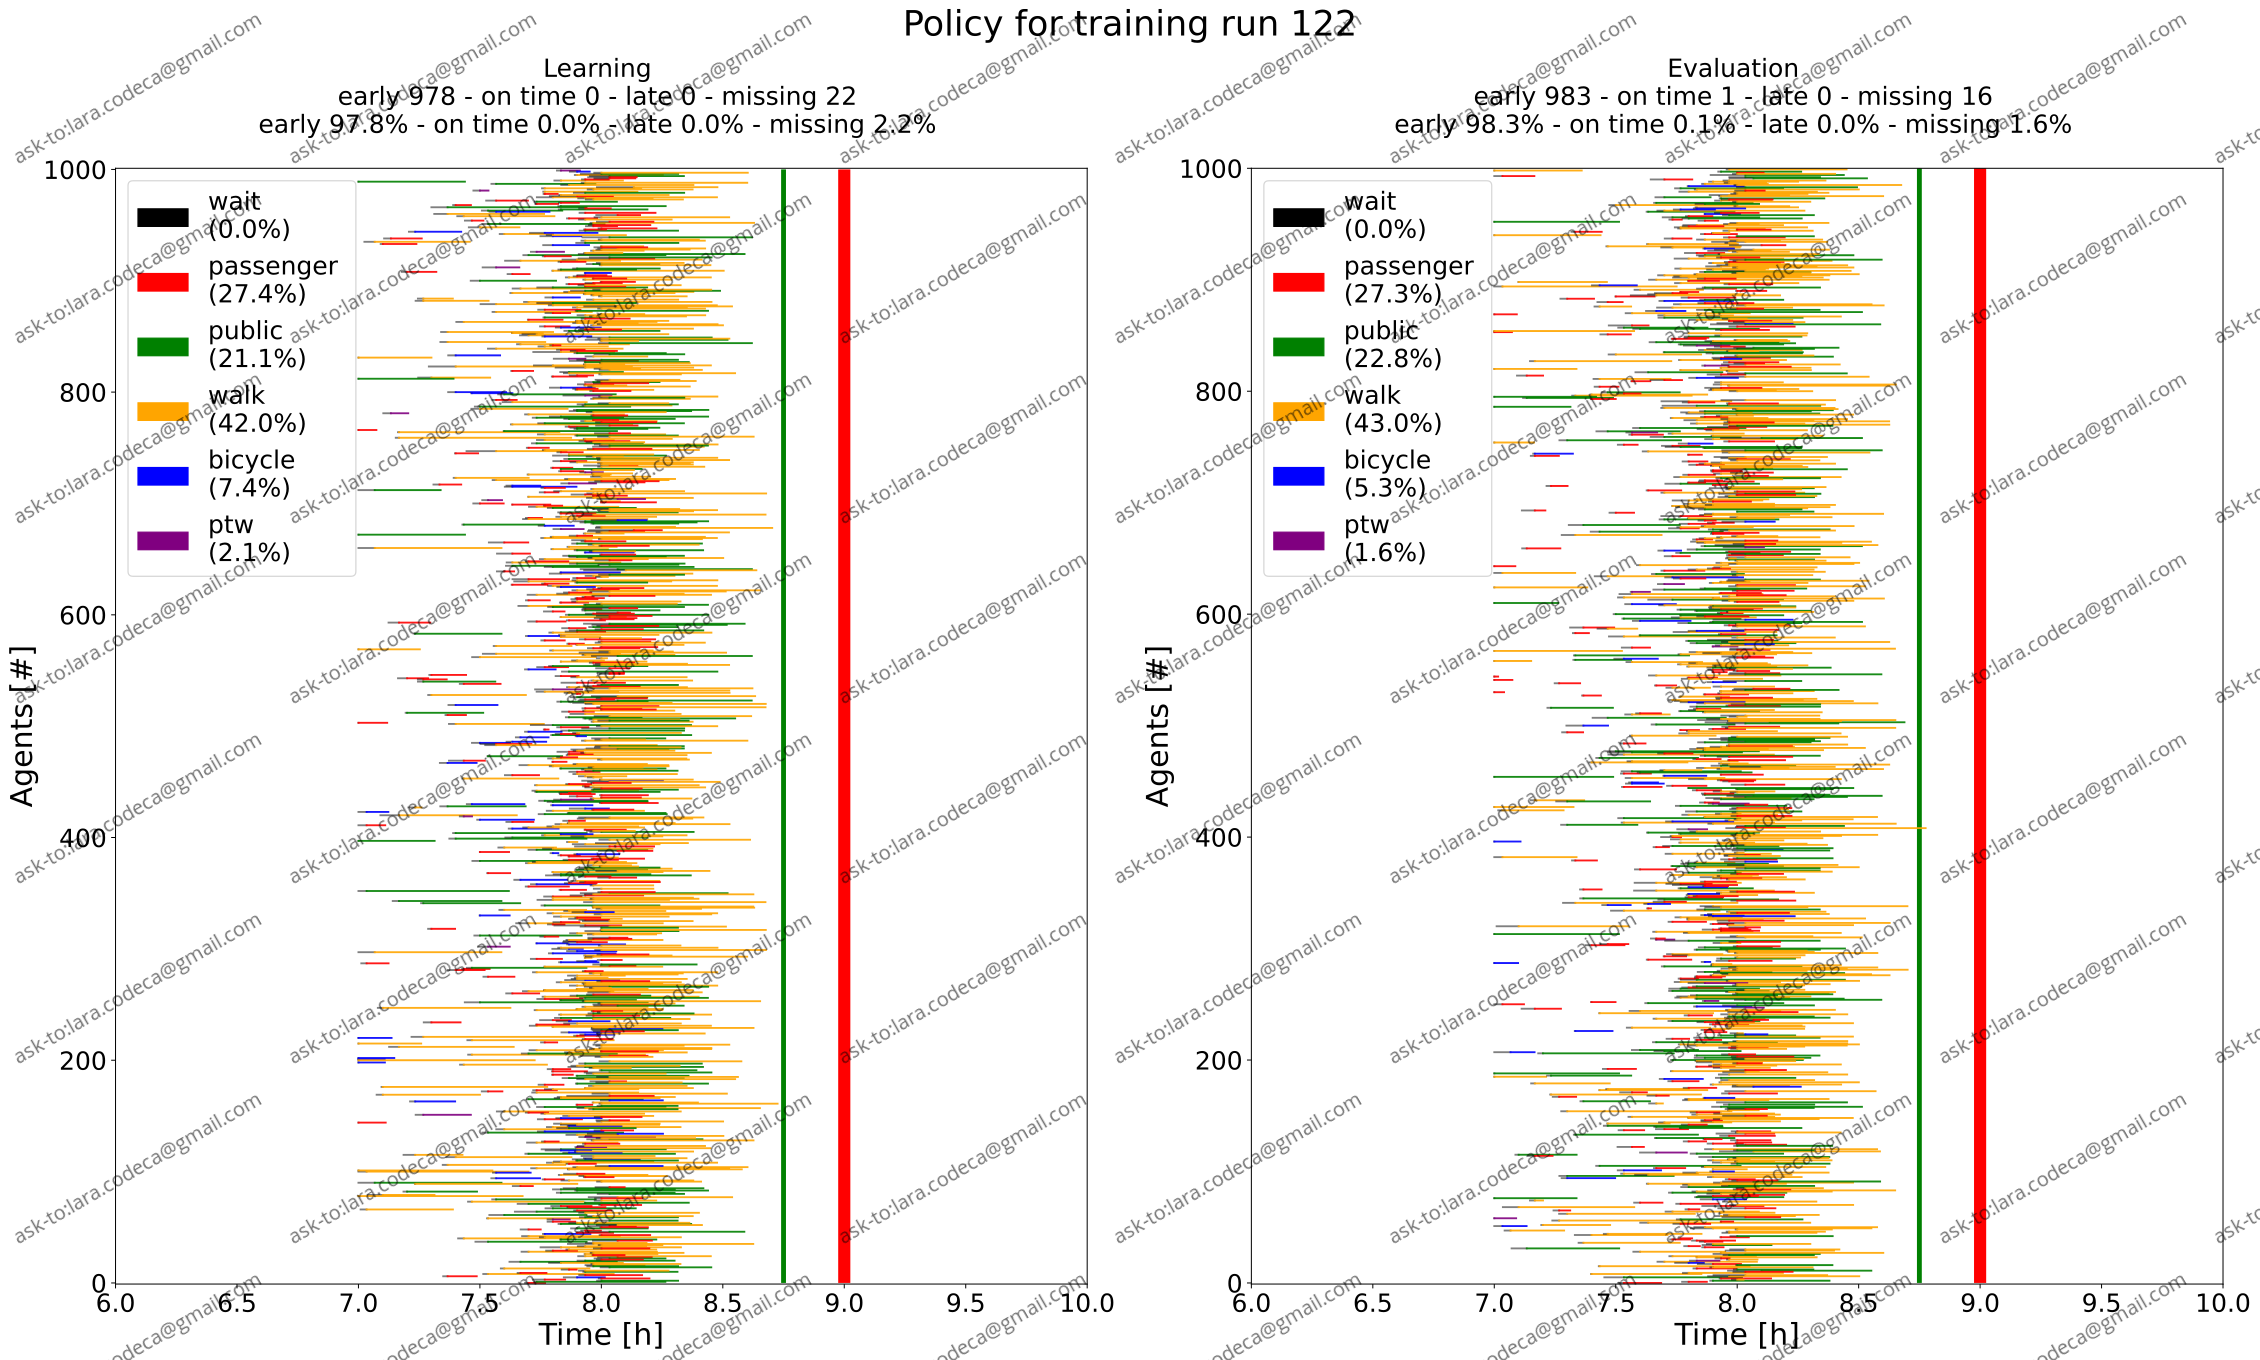 Policy for training run 122
Learning
early 978 - on time 0 - late 0 - missing 22
early 97.8% - on time 0.0% - late 0.0% - missing 2.2%
1000
800
600
400
200
0
Agents [#]
wait
(0.0%)
passenger
(27.4%)
public
(21.1%)
walk
(42.0%)
bicycle
(7.4%)
ptw
(2.1%)
6.0 6.5 7.0 7.5 8.0 8.5 9.0 9.5 10.0
Time [h]
Evaluation
early 983 - on time 1 - late 0 - missing 16
early 98.3% - on time 0.1% - late 0.0% - missing 1.6%
1000
800
600
400
200
0
Agents [#]
wait
(0.0%)
passenger
(27.3%)
public
(22.8%)
walk
(43.0%)
bicycle
(5.3%)
ptw
(1.6%)
6.0 6.5 7.0 7.5 8.0 8.5 9.0 9.5 10.0
Time [h]
ask-to:lara.codeca@gmail.com